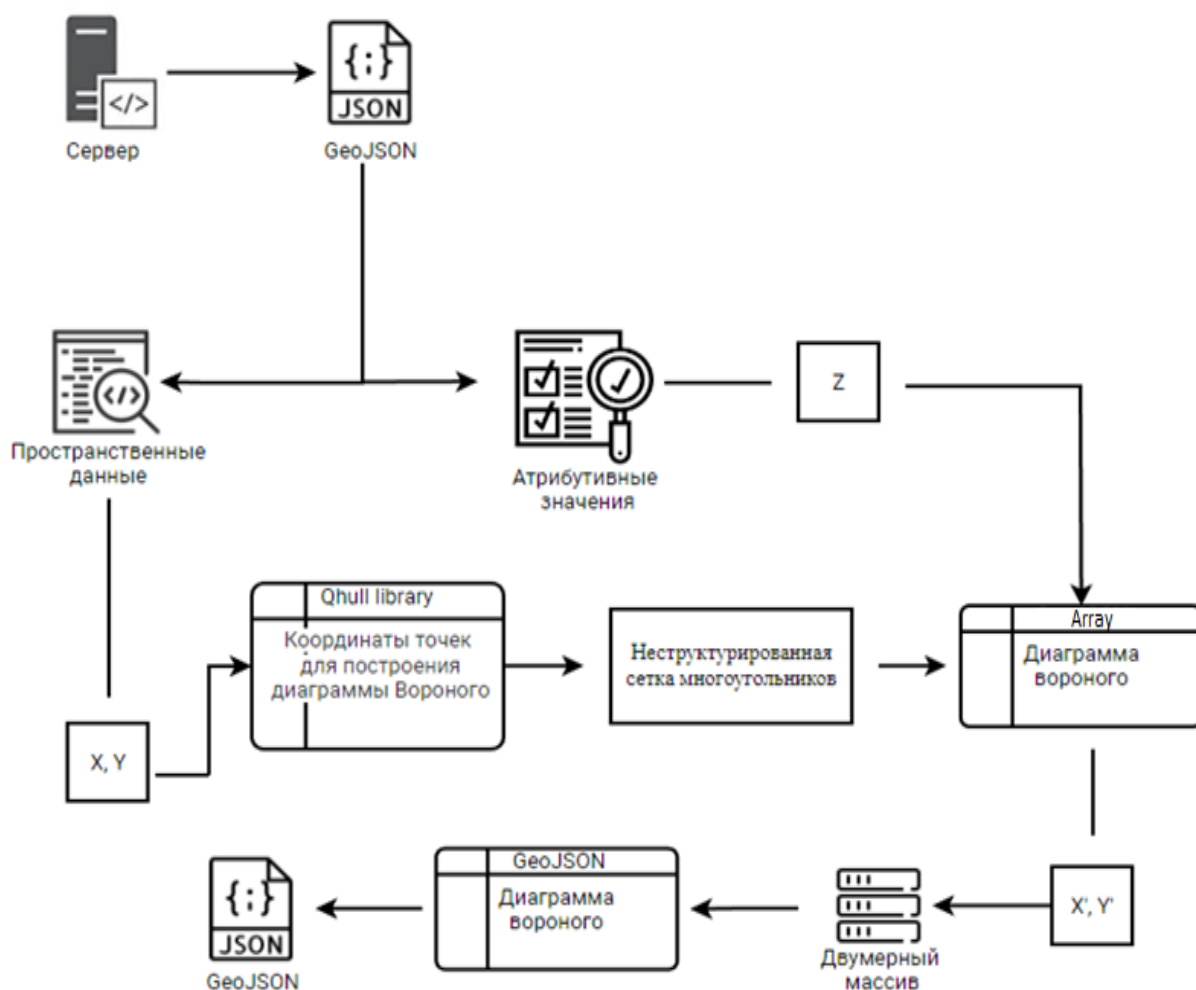 </>
{;}
JSON
Сервер
GeoJSON
</>
Z
Пространственные
данные
Атрибутивные
значения
Qhull library
Координаты точек
для построения
диаграммы Вороного
Неструктурированная
сетка многоугольников
Array
Диаграмма
вороного
X, Y
{;}
JSON
GeoJSON
GeoJSON
Диаграмма
вороного
Двумерный
массив
X', Y'